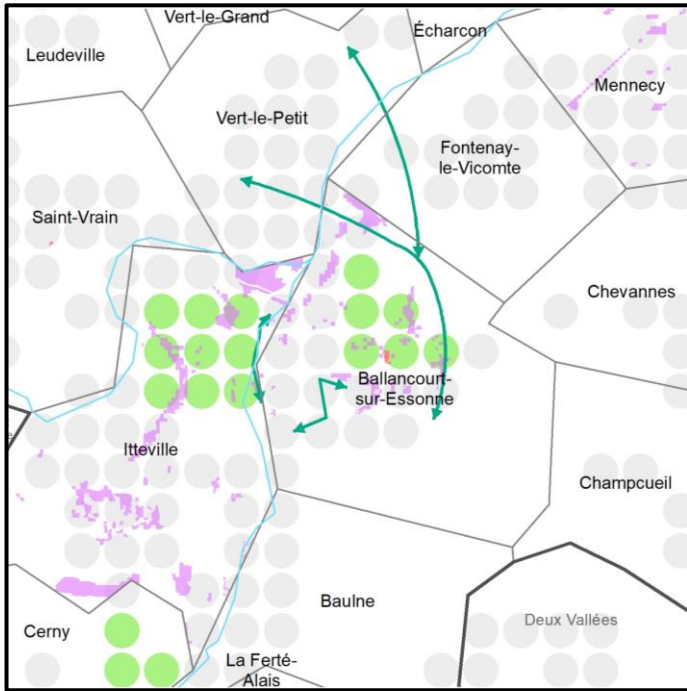 Vert-le-Grand
Écharcon
Leudeville
Mennecy
Vert-le-Petit
Fontenay-
le-Vicomte
Saint-Vrain
Chevannes
Ballancourt-
sur-Essonne
Itteville
Champcueil
Baulne
Deux Vallées
Cerny
La Ferté-
Alais